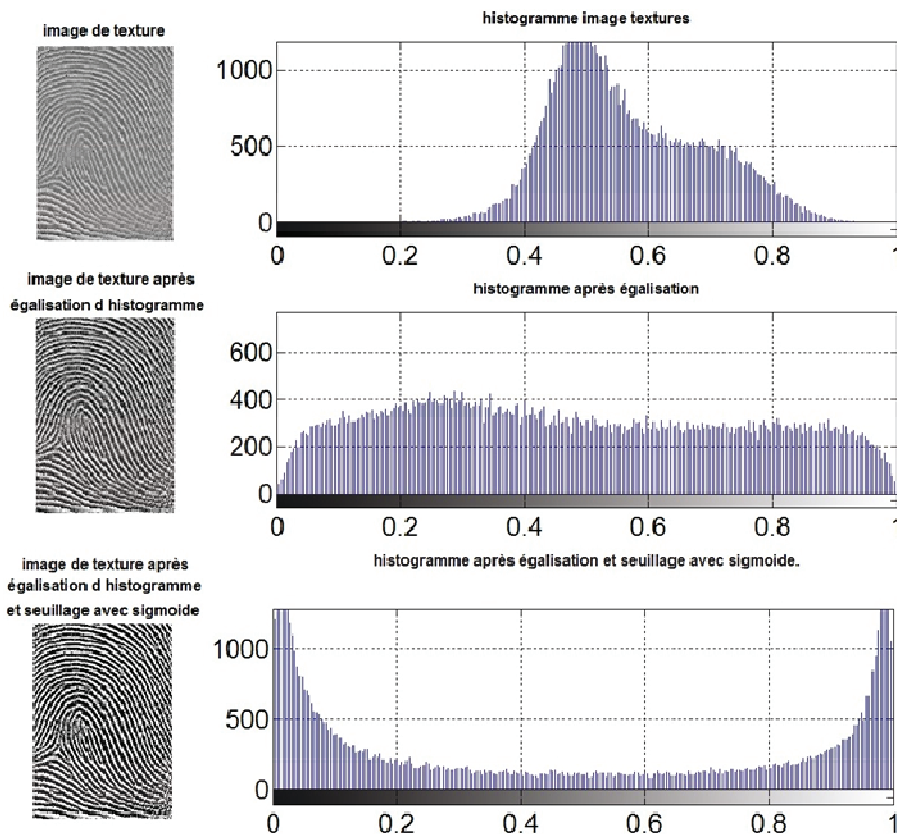 histogramme image textures
image de texture
1000
500
0
0 0.2 0.4 0.6 0.8 1
image de texture après
égalisation d histogramme
histogramme après égalisation
600
400
200
0
0 0.2 0.4 0.6 0.8 1
image de texture après
égalisation d histogramme
et seuillage avec sigmoide
histogramme après égalisation et seuillage avec sigmoide.
1000
500
0
0 0.2 0.4 0.6 0.8 1